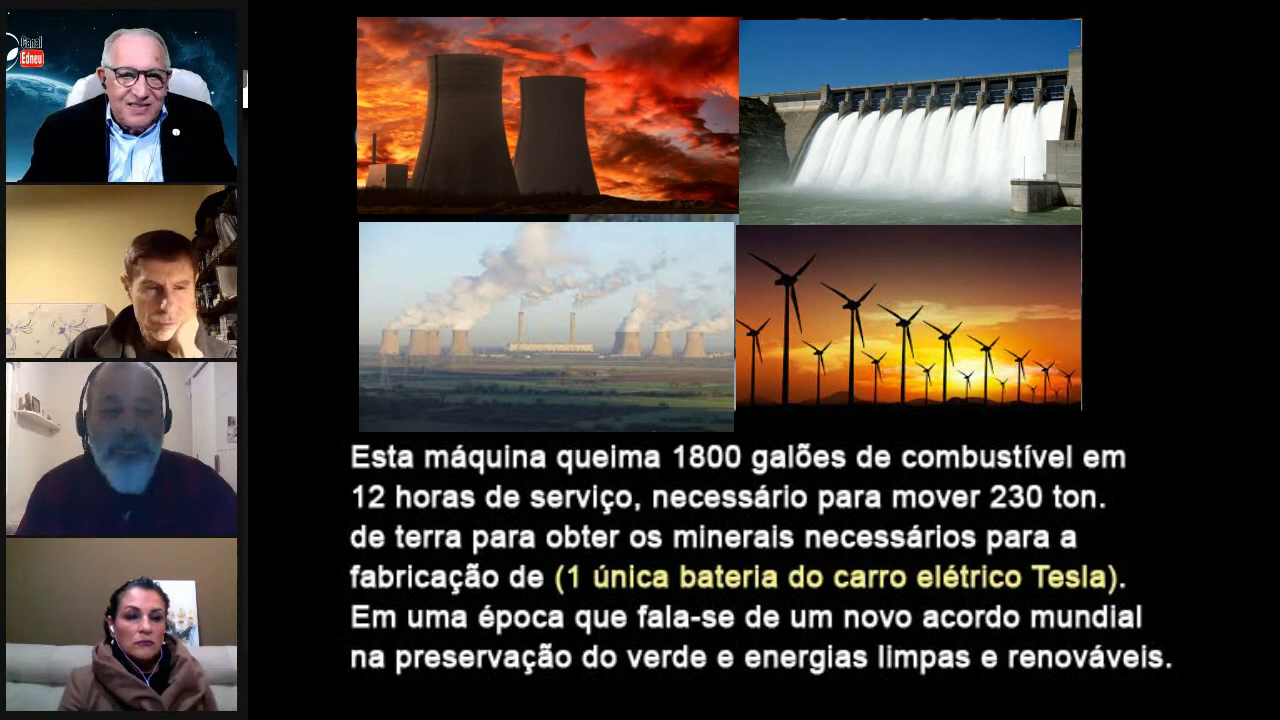 Canal
Edneu
Esta máquina queima 1800 galões de combustível em
12 horas de serviço, necessário para mover 230 ton.
de terra para obter os minerais necessários para a
fabricação de (1 única bateria do carro elétrico Tesla).
Em uma época que fala-se de um novo acordo mundial
na preservação do verde e energias limpas e renováveis.